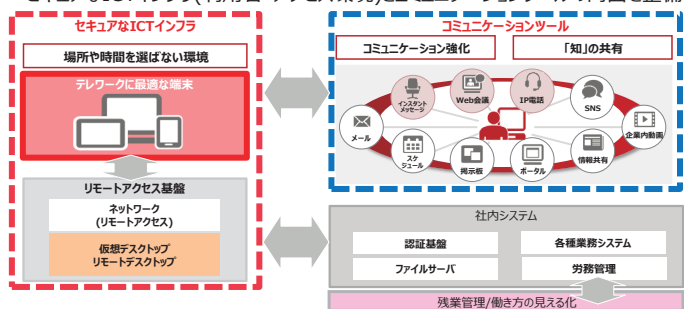 セキュアなICTインフラ
場所や時間を選ばない環境
テレワークに最適な端末
リモートアクセス基盤
ネットワーク
(リモートアクセス)
仮想デスクトップ
リモートデスクトップ
コミュニケーションツール
コミュニケーション強化
「知」の共有
インスタント
メッセージ
Web会議
IP電話
SNS
メール
企業内動画
スケ
ジュール
掲示板
ポータル
情報共有
社内システム
認証基盤
各種業務システム
ファイルサーバ
労務管理
残業管理/働き方の見える化